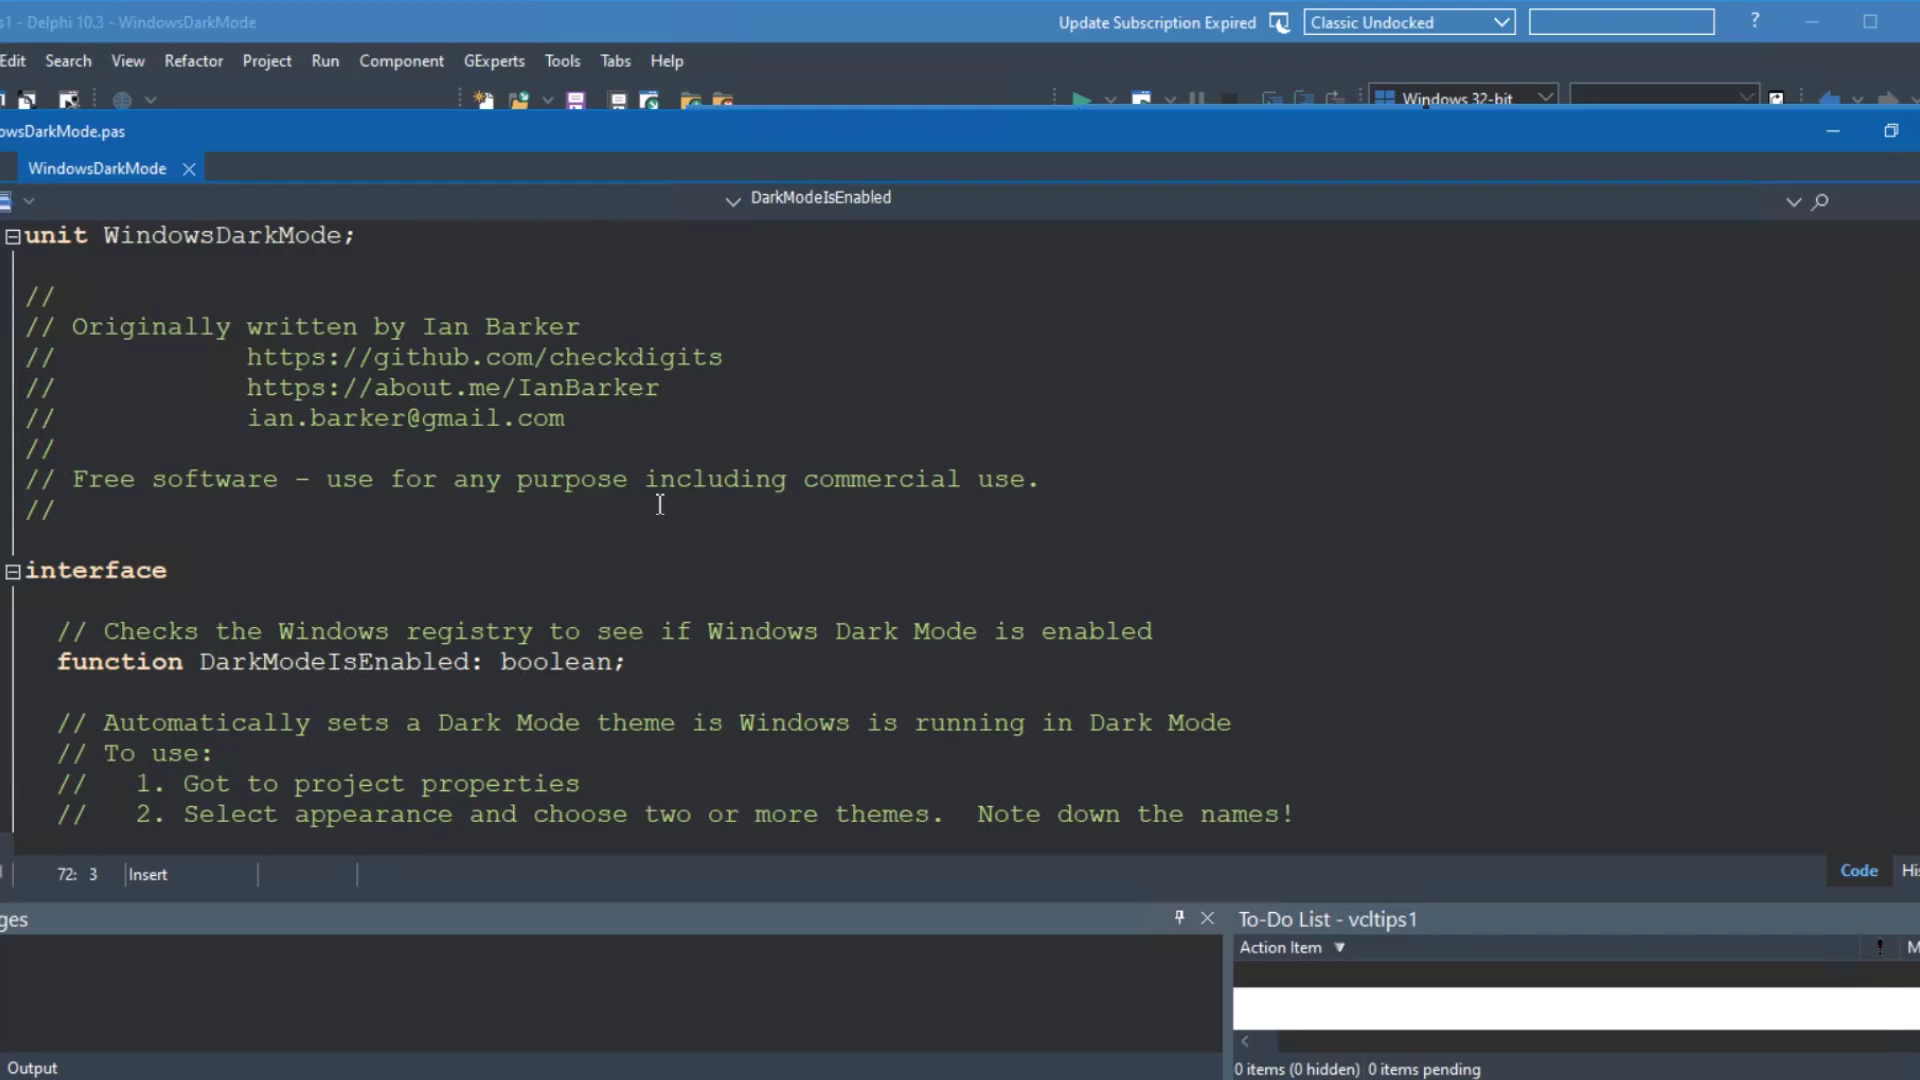 s1 - Delphi 10.3 - WindowsDarkMode
Update Subscription Expired
Classic Undocked
?
Edit Search View Refactor Project Run Component GExperts Tools Tabs Help
Windows 32-bit
owsDarkMode.pas
WindowsDarkMode
DarkModeIsEnabled
unit WindowsDarkMode;
//
// Originally written by Ian Barker
// https://github.com/checkdigits
// https://about.me/IanBarker
// ian.barker@gmail.com
//
// Free software - use for any purpose including commercial use.
//
interface
// Checks the Windows registry to see if Windows Dark Mode is enabled
function DarkModeIsEnabled: boolean;
// Automatically sets a Dark Mode theme is Windows is running in Dark Mode
// To use:
// 1. Got to project properties
// 2. Select appearance and choose two or more themes. Note down the names!
72: 3 Insert
Code His
ges
To-Do List - vcltips1
Action Item ! M
Output
0 items (0 hidden) 0 items pending